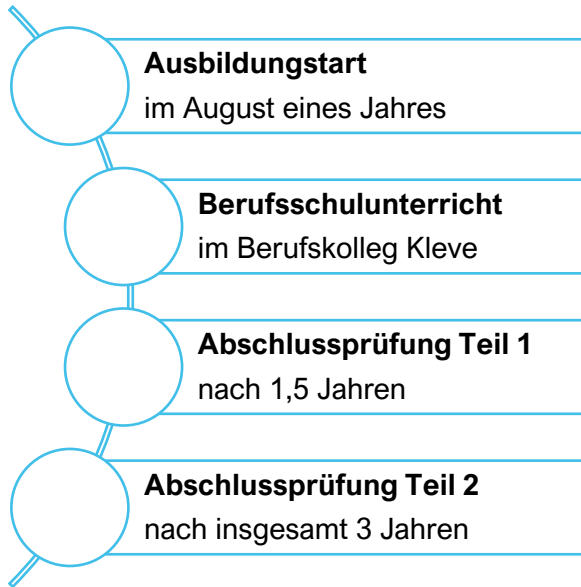 Ausbildungstart
im August eines Jahres
Berufsschulunterricht
im Berufskolleg Kleve
Abschlussprüfung Teil 1
nach 1,5 Jahren
Abschlussprüfung Teil 2
nach insgesamt 3 Jahren